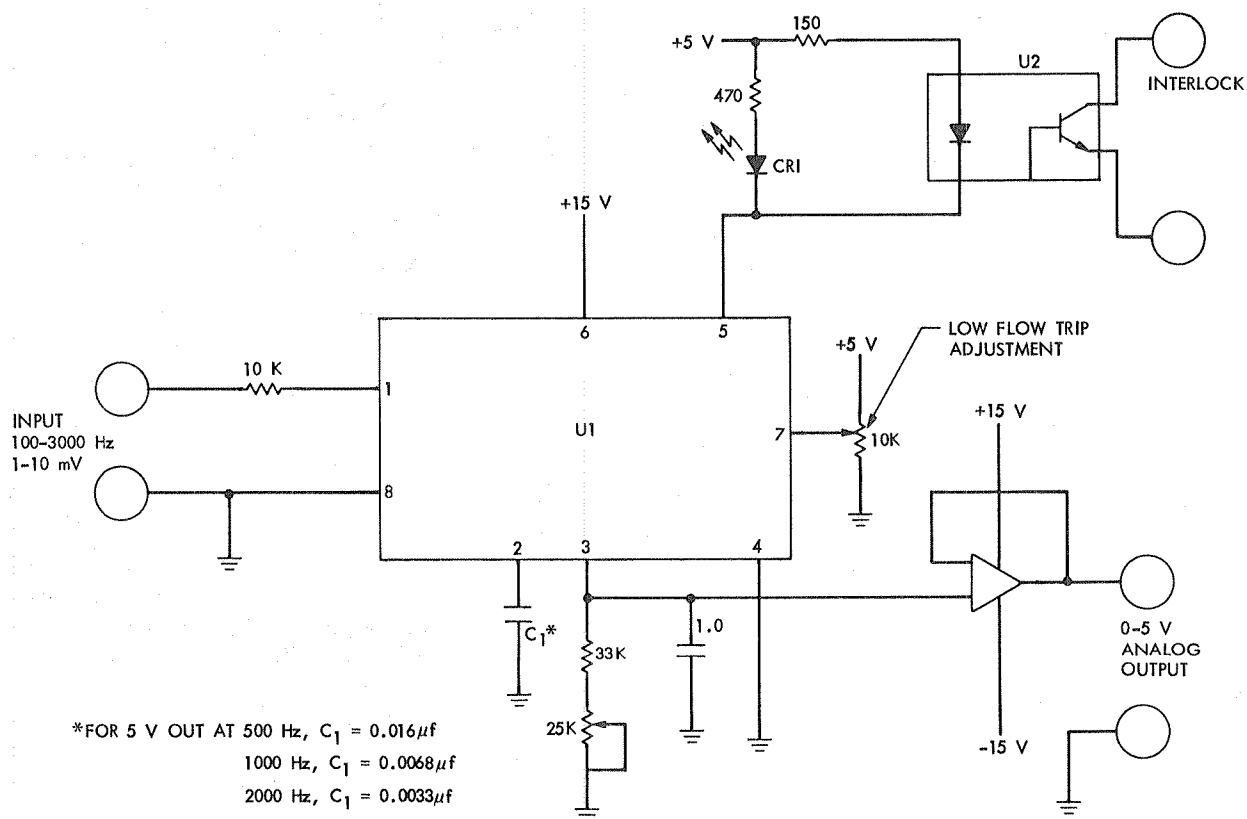 150
+5 V
U2
INTERLOCK
470
CR1
+15 V
6
5
LOW FLOW TRIP
ADJUSTMENT
+5 V
10 K
1
INPUT
100-3000 Hz
1-10 mV
U1
7
10K
+15 V
8
2
3
4
C1*
33K
1.0
0-5 V
ANALOG
OUTPUT
25K
-15 V
*FOR 5 V OUT AT 500 Hz, C1 = 0.016μf
1000 Hz, C1 = 0.0068μf
2000 Hz, C1 = 0.0033μf